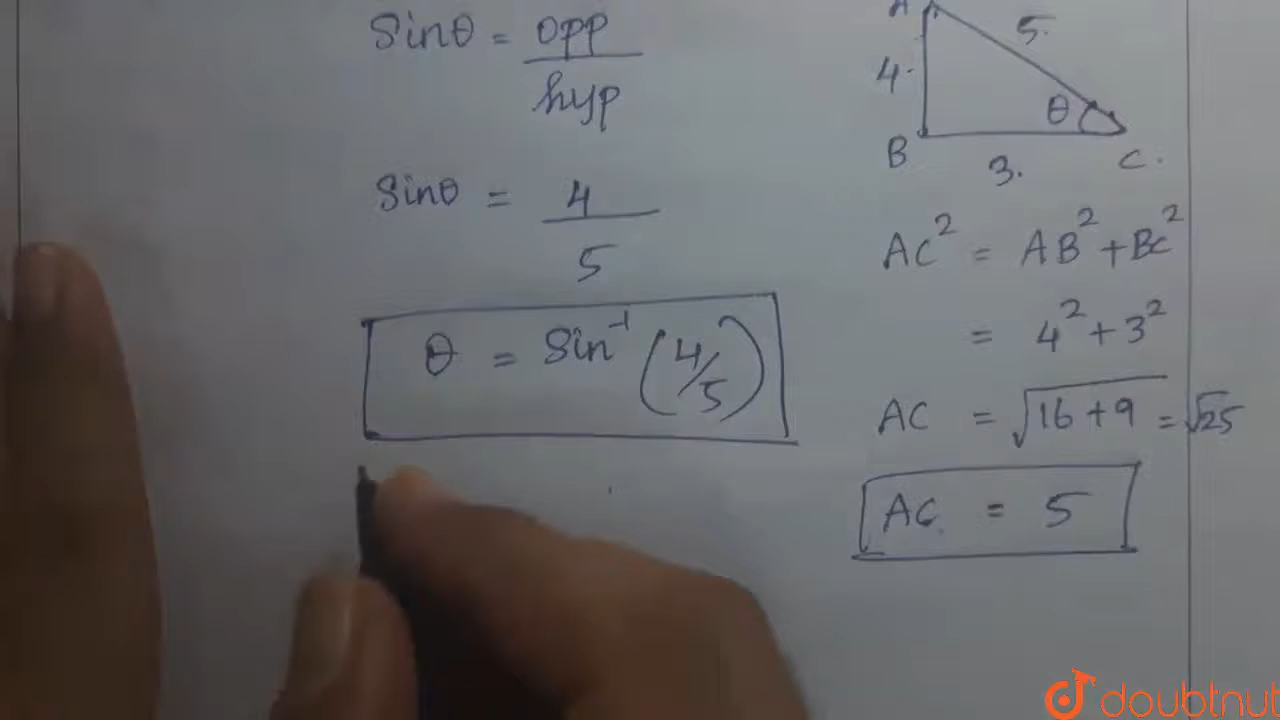 Sinθ = opp / hyp
Sinθ = 4 / 5
θ = Sin⁻¹ (4/5)
A
5.
4.
θ
B
3.
C.
AC² = AB² + BC²
= 4² + 3²
AC = √16 + 9 = √25
AC. = 5
doubtnut